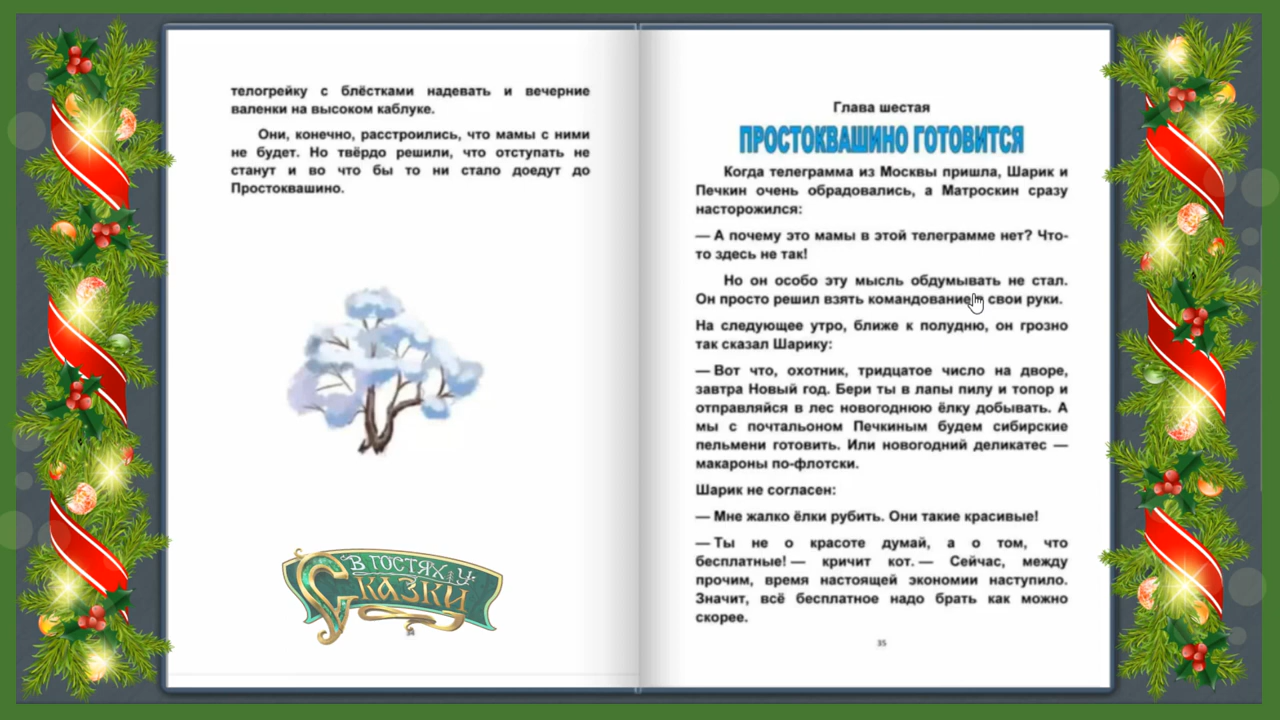 телогрейку с блёстками надевать и вечерние
валенки на высоком каблуке.
Они, конечно, расстроились, что мамы с ними
не будет. Но твёрдо решили, что отступать не
станут и во что бы то ни стало доедут до
Простоквашино.
В ГОСТЯХ У
СКАЗКИ
Глава шестая
ПРОСТОКВАШИНО ГОТОВИТСЯ
Когда телеграмма из Москвы пришла, Шарик и
Печкин очень обрадовались, а Матроскин сразу
насторожился:
— А почему это мамы в этой телеграмме нет? Что-
то здесь не так!
Но он особо эту мысль обдумывать не стал.
Он просто решил взять командование свои руки.
На следующее утро, ближе к полудню, он грозно
так сказал Шарику:
— Вот что, охотник, тридцатое число на дворе,
завтра Новый год. Бери ты в лапы пилу и топор и
отправляйся в лес новогоднюю ёлку добывать. А
мы с почтальоном Печкиным будем сибирские
пельмени готовить. Или новогодний деликатес —
макароны по-флотски.
Шарик не согласен:
— Мне жалко ёлки рубить. Они такие красивые!
— Ты не о красоте думай, а о том, что
бесплатные! — кричит кот. — Сейчас, между
прочим, время настоящей экономии наступило.
Значит, всё бесплатное надо брать как можно
скорее.
35